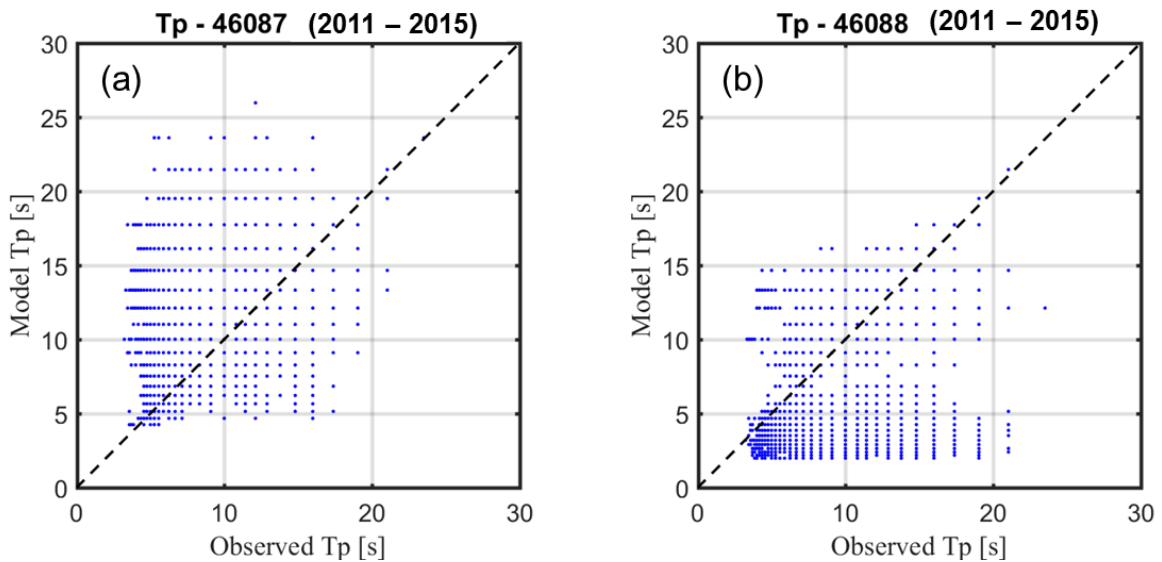 Tp - 46087 (2011 – 2015)
(a)
30
25
20
15
10
5
0
Model Tp [s]
0 10 20 30
Observed Tp [s]
Tp - 46088 (2011 – 2015)
(b)
30
25
20
15
10
5
0
Model Tp [s]
0 10 20 30
Observed Tp [s]